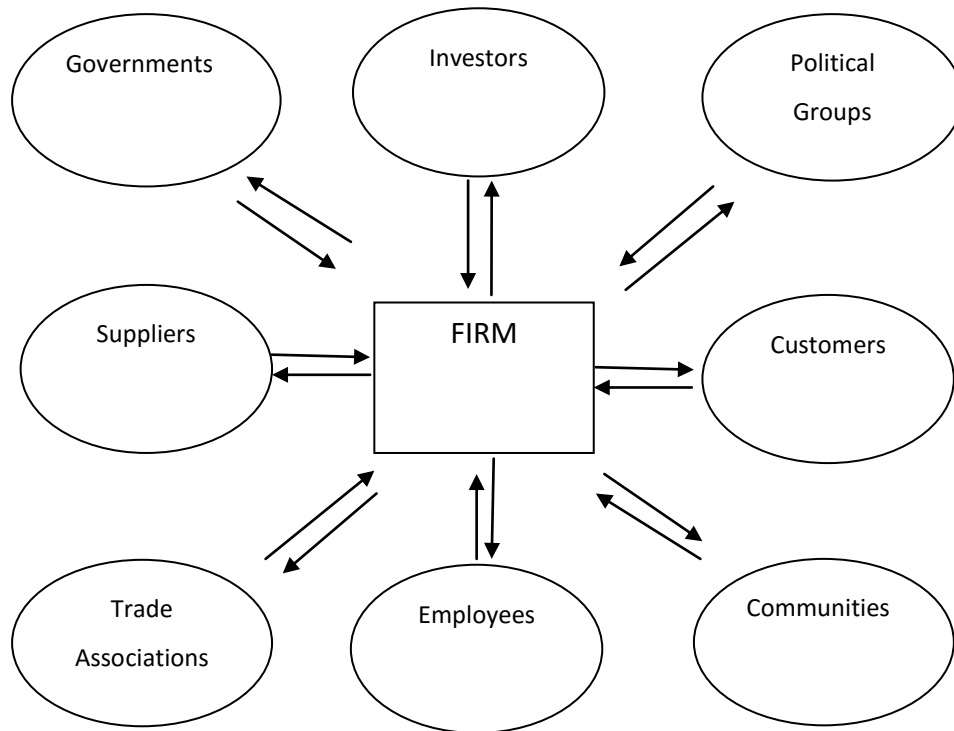 Governments
Investors
Political
Groups
Suppliers
FIRM
Customers
Trade
Associations
Employees
Communities